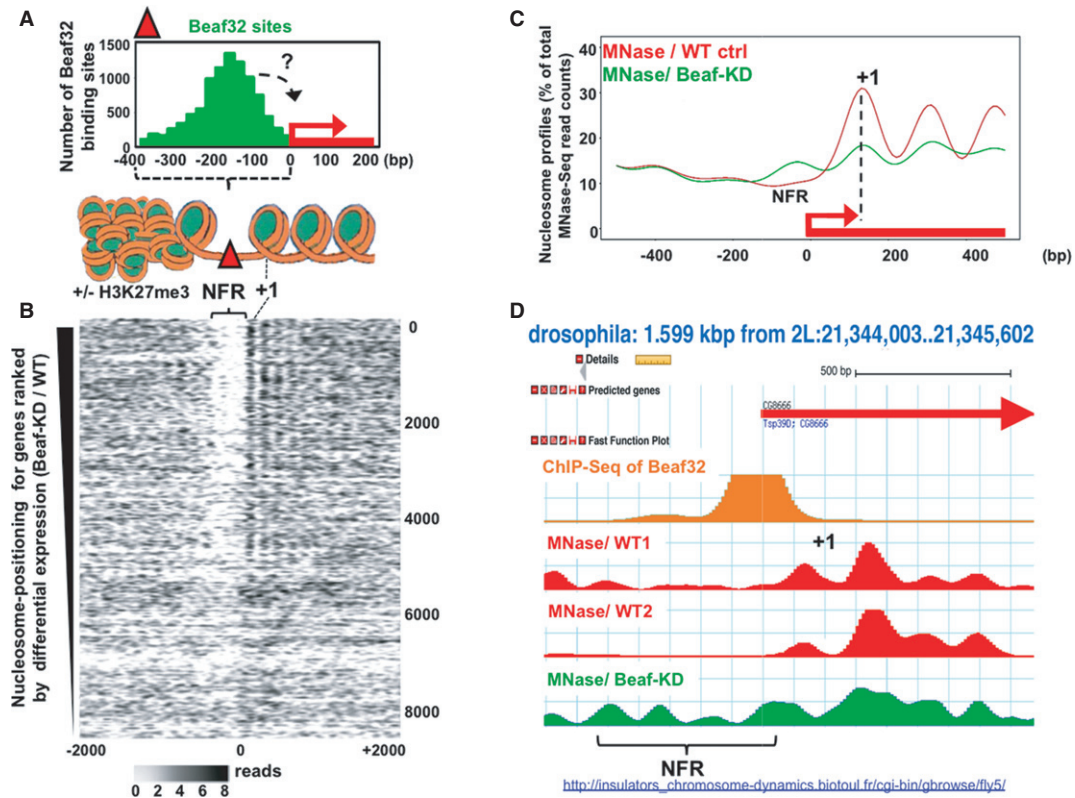 A
Beaf32 sites
Number of Beaf32
binding sites
1500
1000
500
0
?
-400 -300 -200 -100 0 100 200 (bp)
+/- H3K27me3 NFR +1
B
Nucleosome-positioning for genes ranked
by differential expression (Beaf-KD / WT)
0
2000
4000
6000
8000
-2000 0 +2000
reads
0 2 4 6 8
C
Nucleosome profiles (% of total
MNase-Seq read counts)
40
30
20
10
0
MNase / WT ctrl
MNase/ Beaf-KD
+1
NFR
-400 -200 0 200 400 (bp)
D
drosophila: 1.599 kbp from 2L:21,344,003..21,345,602
Details
500 bp
Predicted genes
CG8666
Tsp39D; CG8666
Fast Function Plot
ChIP-Seq of Beaf32
MNase/ WT1
+1
MNase/ WT2
MNase/ Beaf-KD
NFR
http://insulators_chromosome-dynamics.biotoul.fr/cgi-bin/gbrowse/fly5/